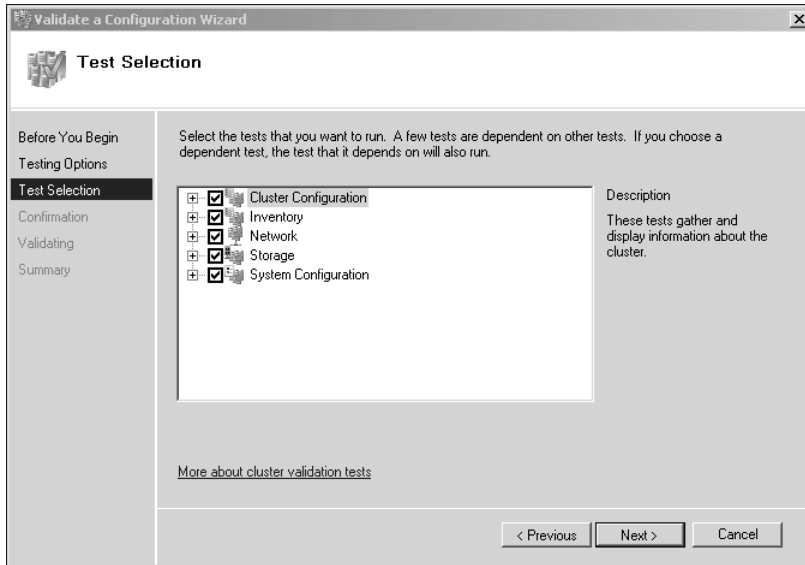 Validate a Configuration Wizard
Test Selection
Before You Begin
Testing Options
Test Selection
Confirmation
Validating
Summary
Select the tests that you want to run.  A few tests are dependent on other tests.  If you choose a
dependent test, the test that it depends on will also run.
Cluster Configuration
Inventory
Network
Storage
System Configuration
Description
These tests gather and
display information about the
cluster.
More about cluster validation tests
< Previous
Next >
Cancel